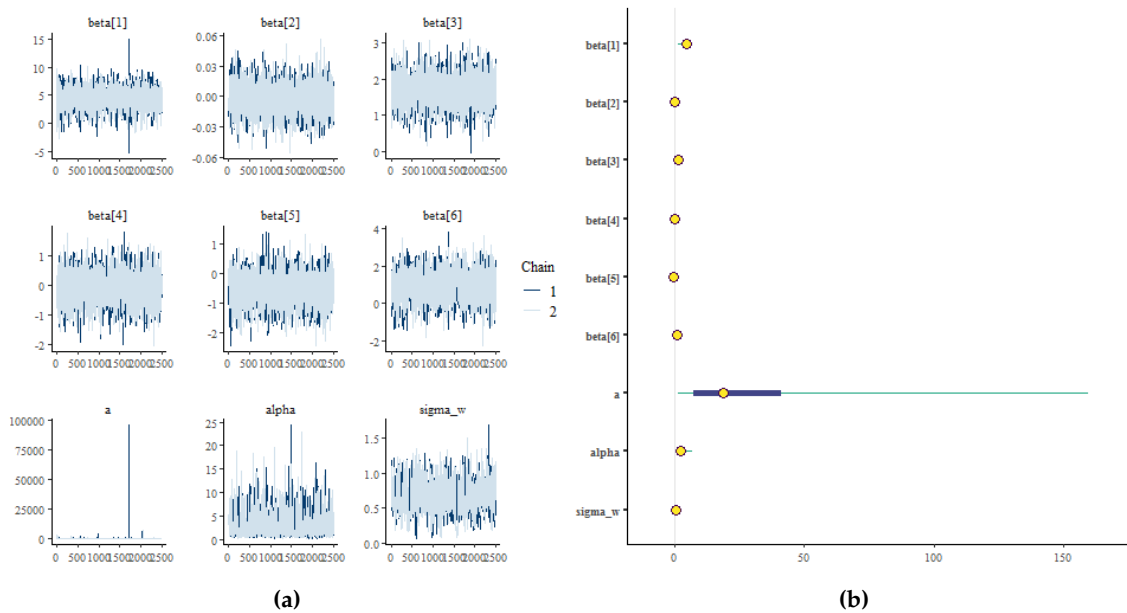 beta[1] beta[2] beta[3]
15 0.06 3
10 0.03 2
5 0.00 1
0 -0.03 0
-5 -0.06
0 500 1000 1500 2000 2500 0 500 1000 1500 2000 2500 0 500 1000 1500 2000 2500
beta[4] beta[5] beta[6]
1 1 4
0 0 2
-1 -1 0
-2 -2 -2
0 500 1000 1500 2000 2500 0 500 1000 1500 2000 2500 0 500 1000 1500 2000 2500
Chain
1
2
a alpha sigma_w
100000 25 1.5
75000 20 1.0
50000 15 0.5
25000 10 0.0
0 5
0
0 500 1000 1500 2000 2500 0 500 1000 1500 2000 2500 0 500 1000 1500 2000 2500
(a)
beta[1]
beta[2]
beta[3]
beta[4]
beta[5]
beta[6]
a
alpha
sigma_w
0 50 100 150
(b)